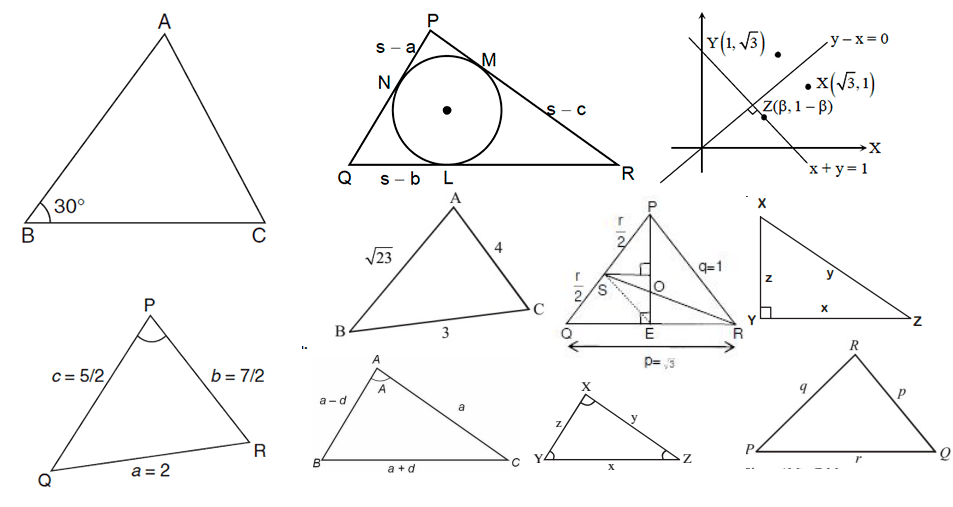 A
30°
B
C
P
s – a
M
N
s – c
Q
s – b
L
R
Y(1, √3)
y – x = 0
X(√3, 1)
Z(β, 1 – β)
X
x + y = 1
A
√23
4
B
3
C
P
r/2
q=1
r/2
S
O
Q
E
R
p= √3
X
z
y
Y
x
Z
P
c = 5/2
b = 7/2
R
Q
a = 2
A
A
a – d
a
B
a + d
C
X
z
y
Y
x
Z
R
q
p
P
r
Q